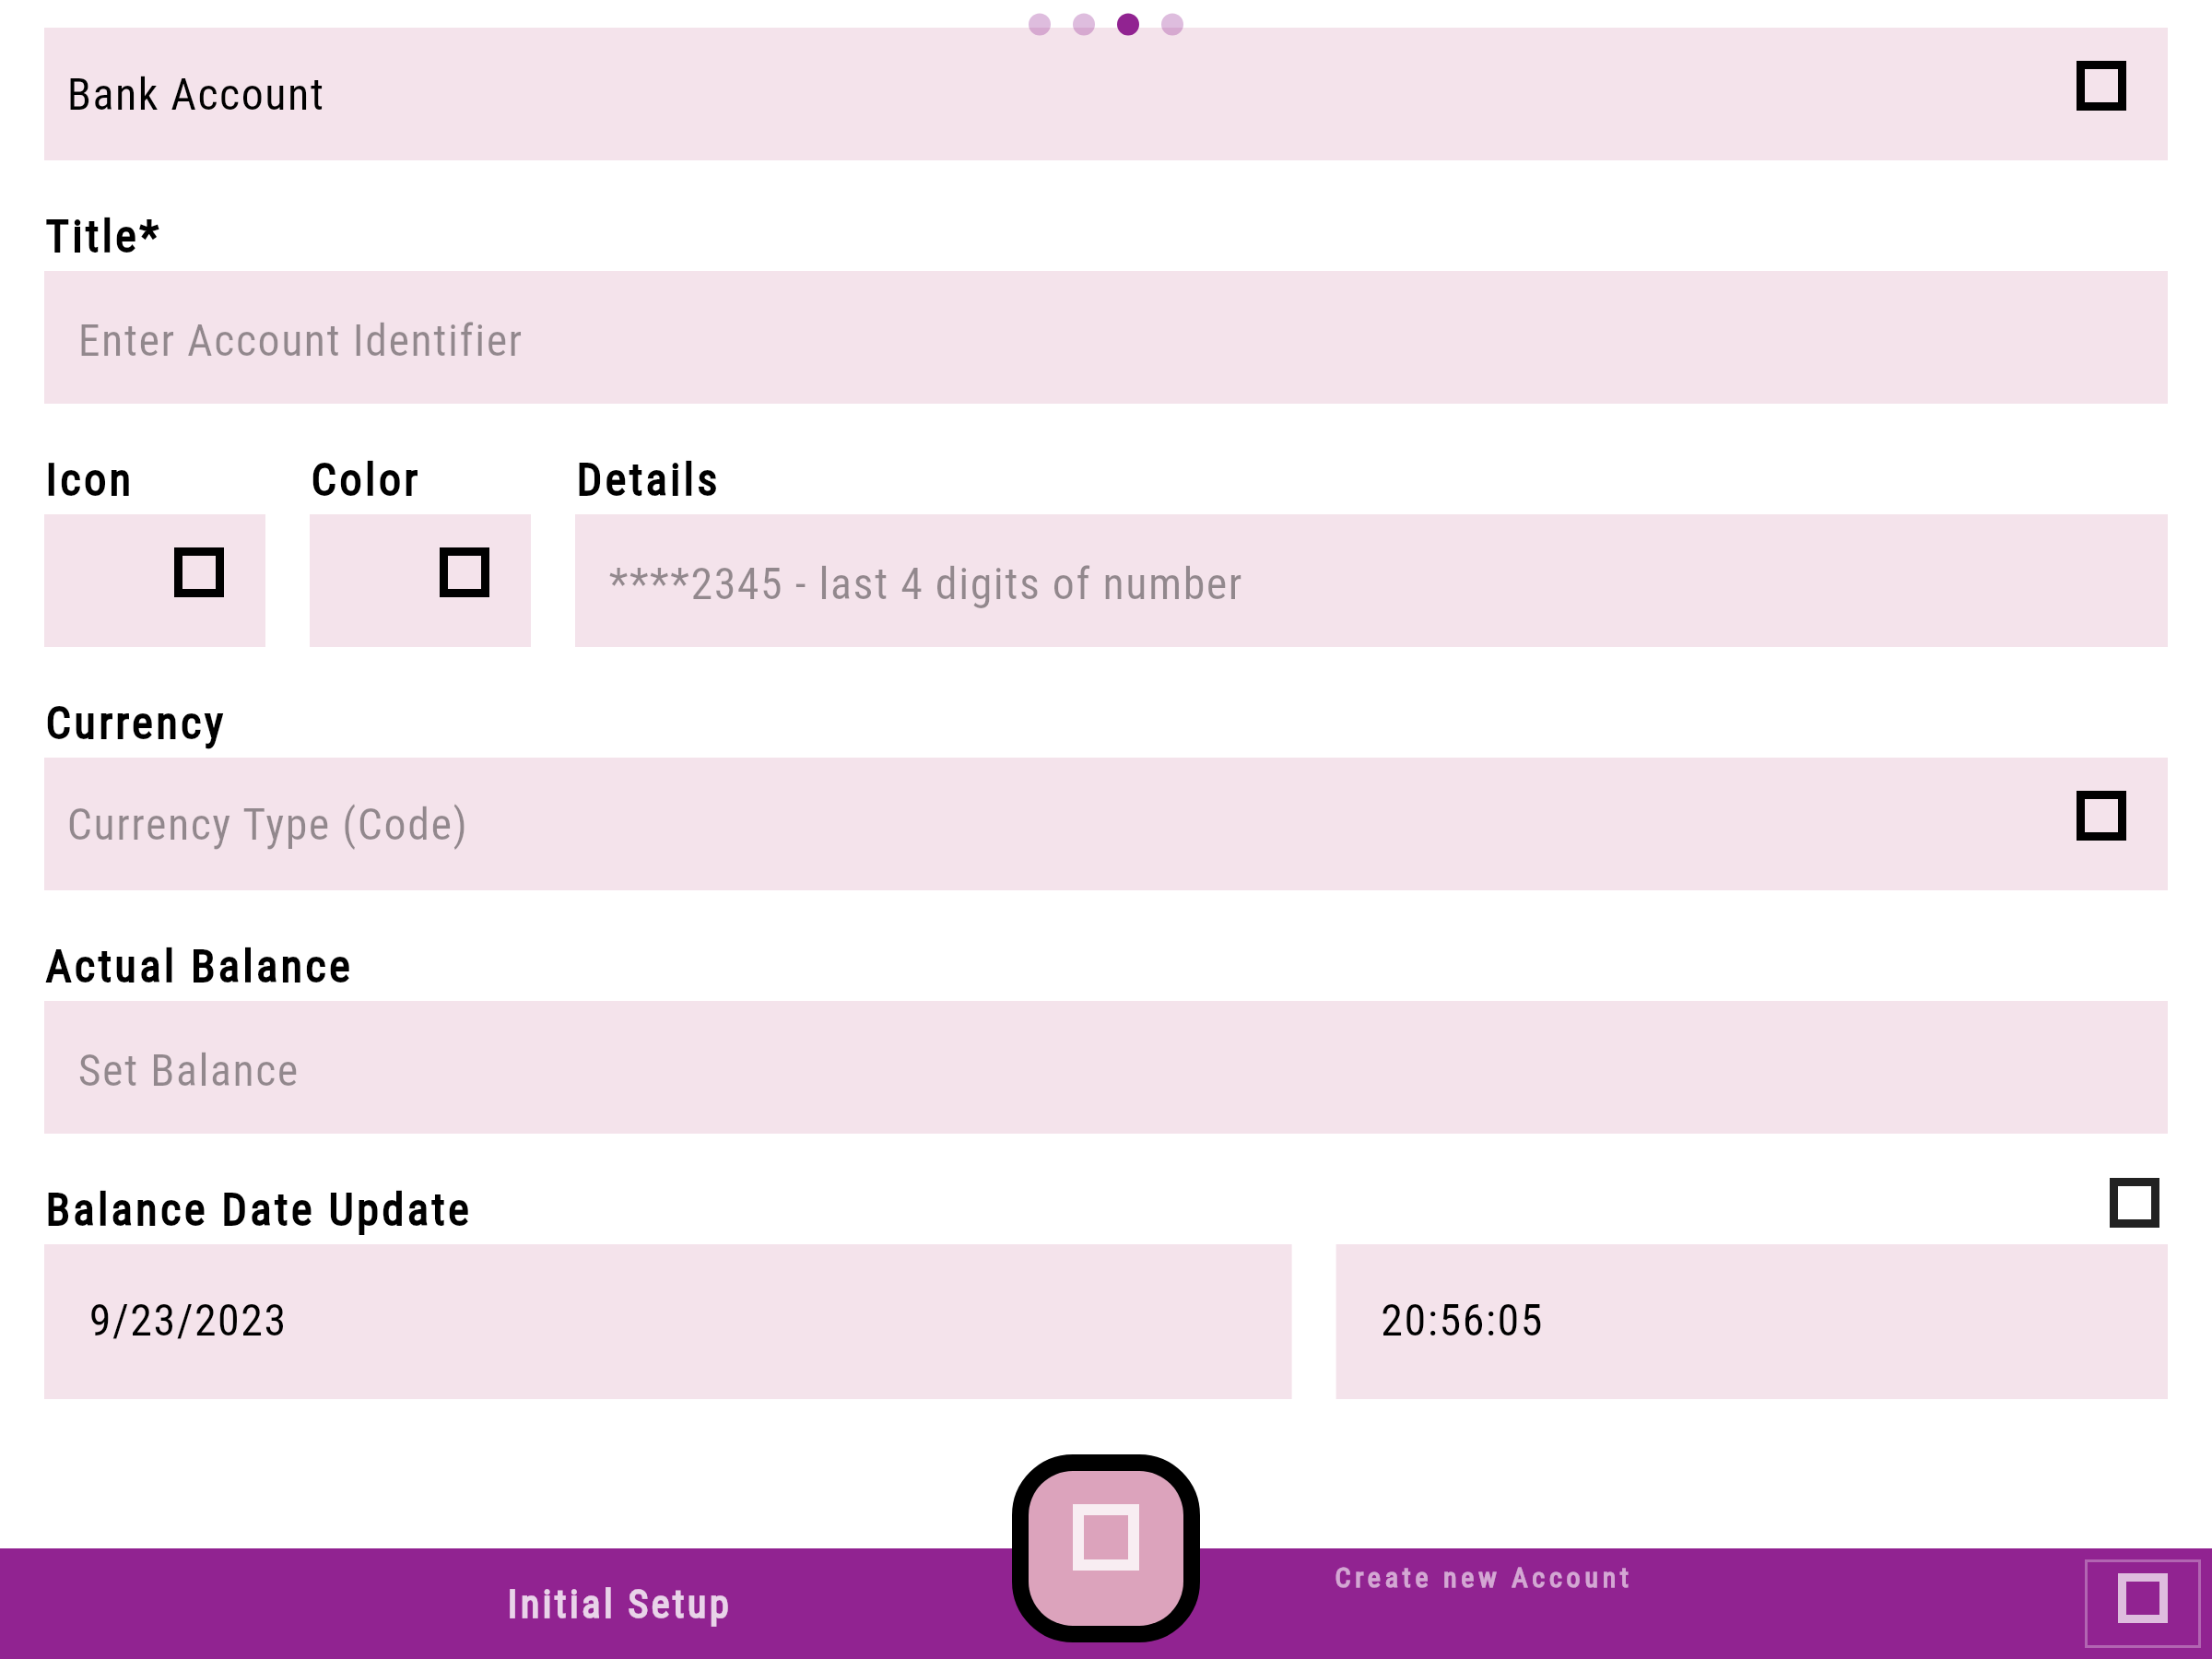 Bank Account
Title*
Enter Account Identifier
Icon Color Details
****2345 - last 4 digits of number
Currency
Currency Type (Code)
Actual Balance
Set Balance
Balance Date Update
9/23/2023 20:56:05
Initial Setup
Create new Account